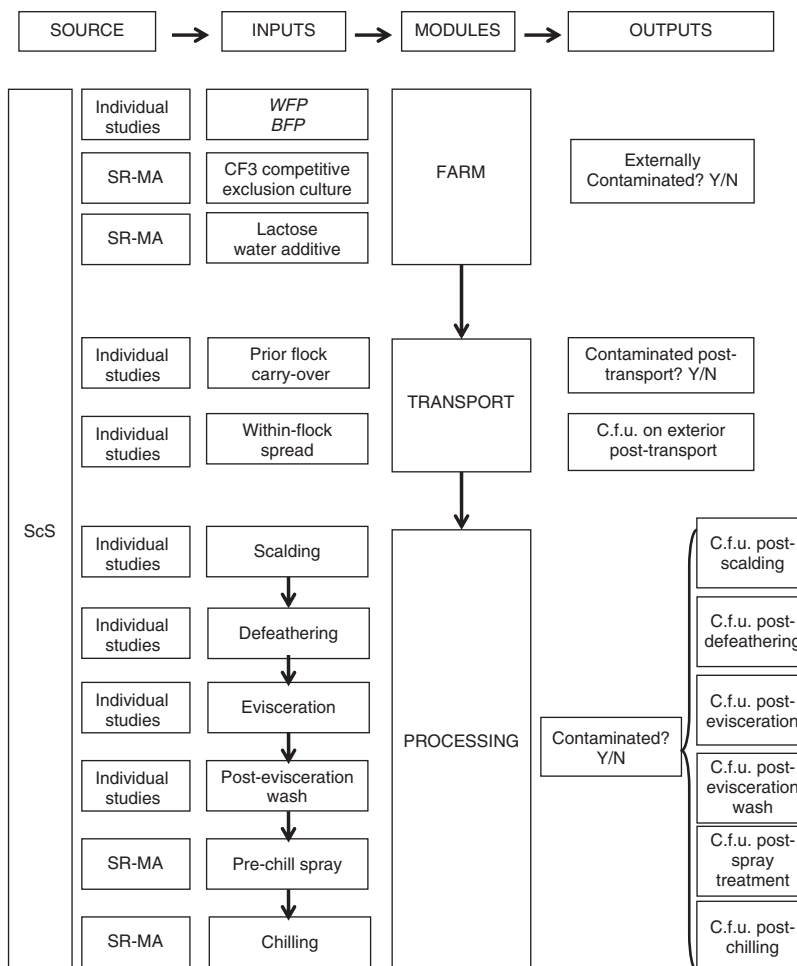 SOURCE
INPUTS
MODULES
OUTPUTS
ScS
Individual
studies
WFP
BFP
FARM
Externally
Contaminated? Y/N
SR-MA
CF3 competitive
exclusion culture
SR-MA
Lactose
water additive
Individual
studies
Prior flock
carry-over
TRANSPORT
Contaminated post-
transport? Y/N
Individual
studies
Within-flock
spread
C.f.u. on exterior
post-transport
Individual
studies
Scalding
PROCESSING
Contaminated?
Y/N
C.f.u. post-
scalding
Individual
studies
Defeathering
C.f.u. post-
defeathering
Individual
studies
Evisceration
C.f.u. post-
evisceration
Individual
studies
Post-evisceration
wash
C.f.u. post-
evisceration
wash
SR-MA
Pre-chill spray
C.f.u. post-
spray
treatment
SR-MA
Chilling
C.f.u. post-
chilling